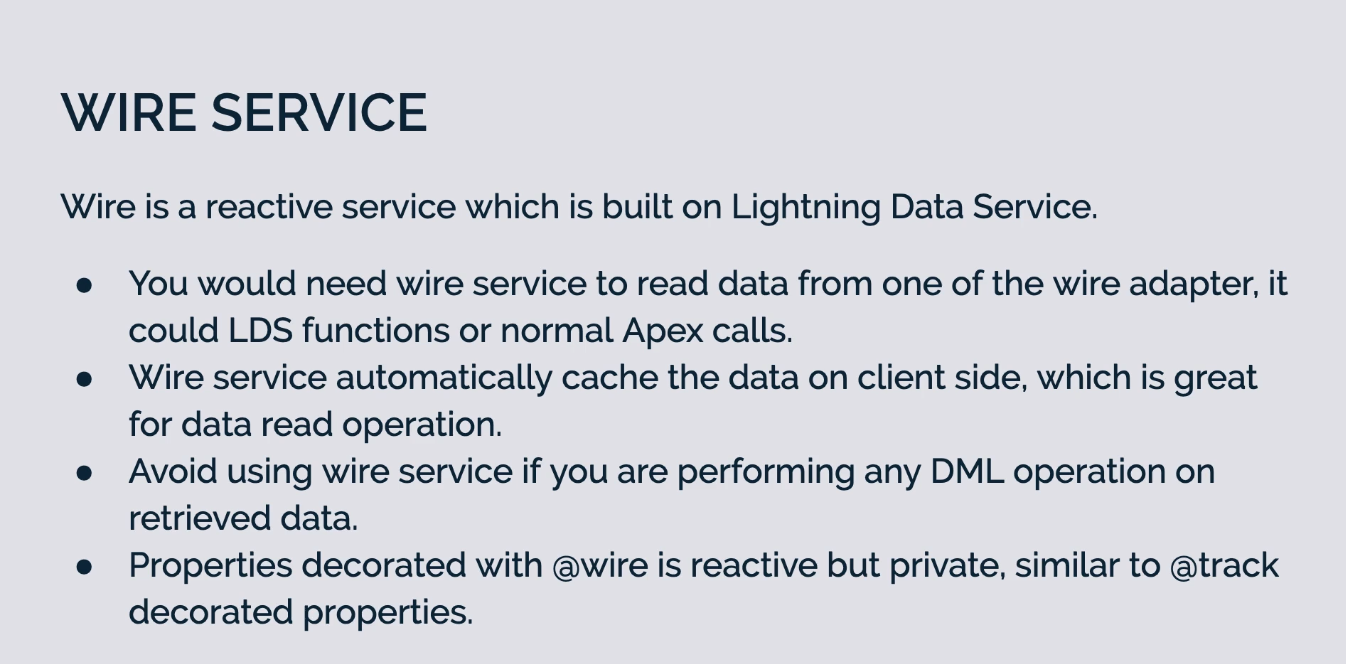 WIRE SERVICE
Wire is a reactive service which is built on Lightning Data Service.
● You would need wire service to read data from one of the wire adapter, it
could LDS functions or normal Apex calls.
● Wire service automatically cache the data on client side, which is great
for data read operation.
● Avoid using wire service if you are performing any DML operation on
retrieved data.
● Properties decorated with @wire is reactive but private, similar to @track
decorated properties.